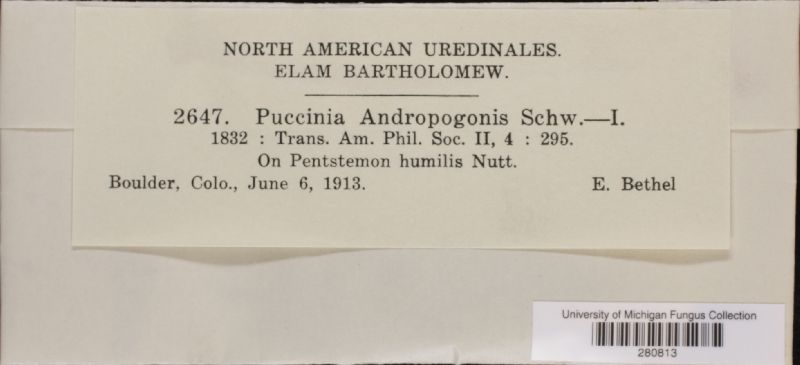 NORTH AMERICAN UREDINALES.
ELAM BARTHOLOMEW.
2647. Puccinia Andropogonis Schw.—I.
1832 : Trans. Am. Phil. Soc. II, 4 : 295.
On Pentstemon humilis Nutt.
Boulder, Colo., June 6, 1913. E. Bethel
University of Michigan Fungus Collection
280813